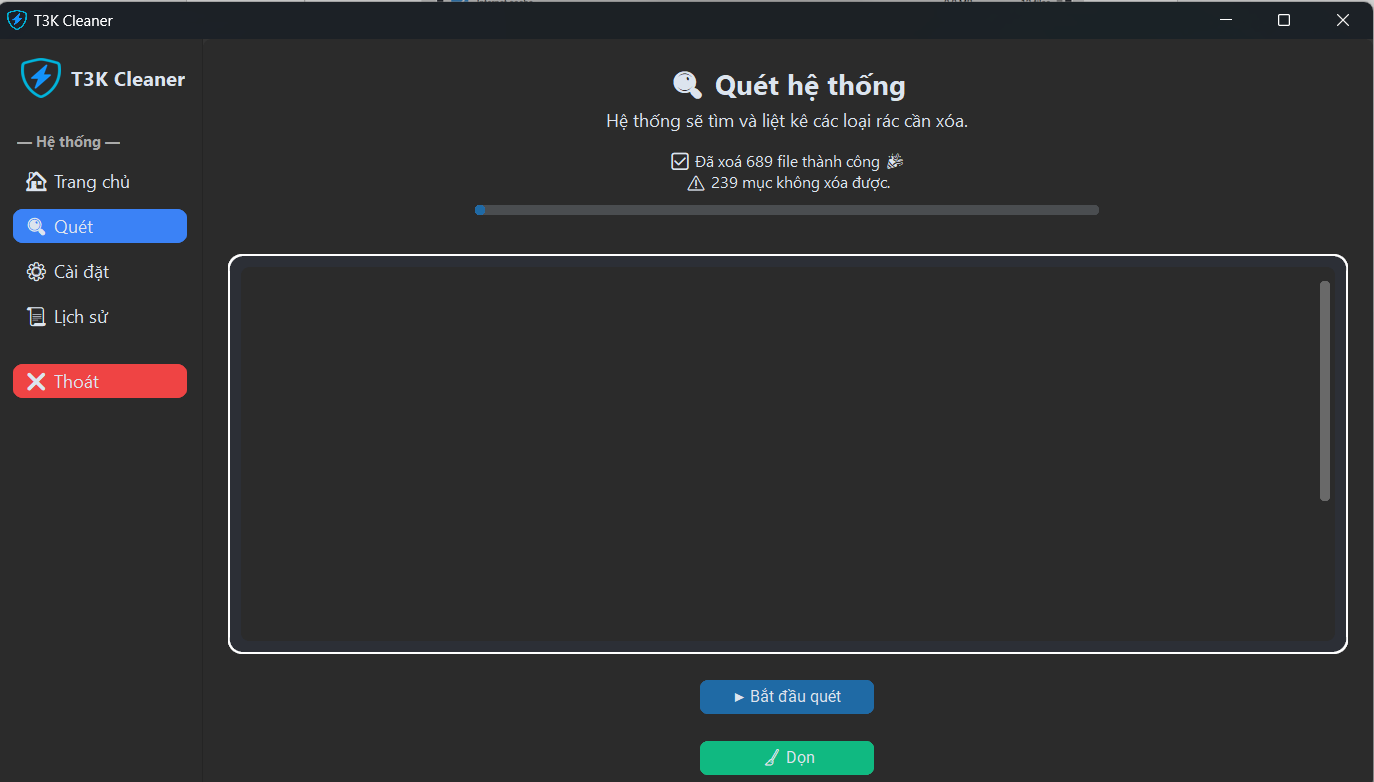 T3K Cleaner
T3K Cleaner
— Hệ thống —
Trang chủ
Quét
Cài đặt
Lịch sử
Thoát
Quét hệ thống
Hệ thống sẽ tìm và liệt kê các loại rác cần xóa.
Đã xoá 689 file thành công 🎉
⚠ 239 mục không xóa được.
► Bắt đầu quét
Dọn